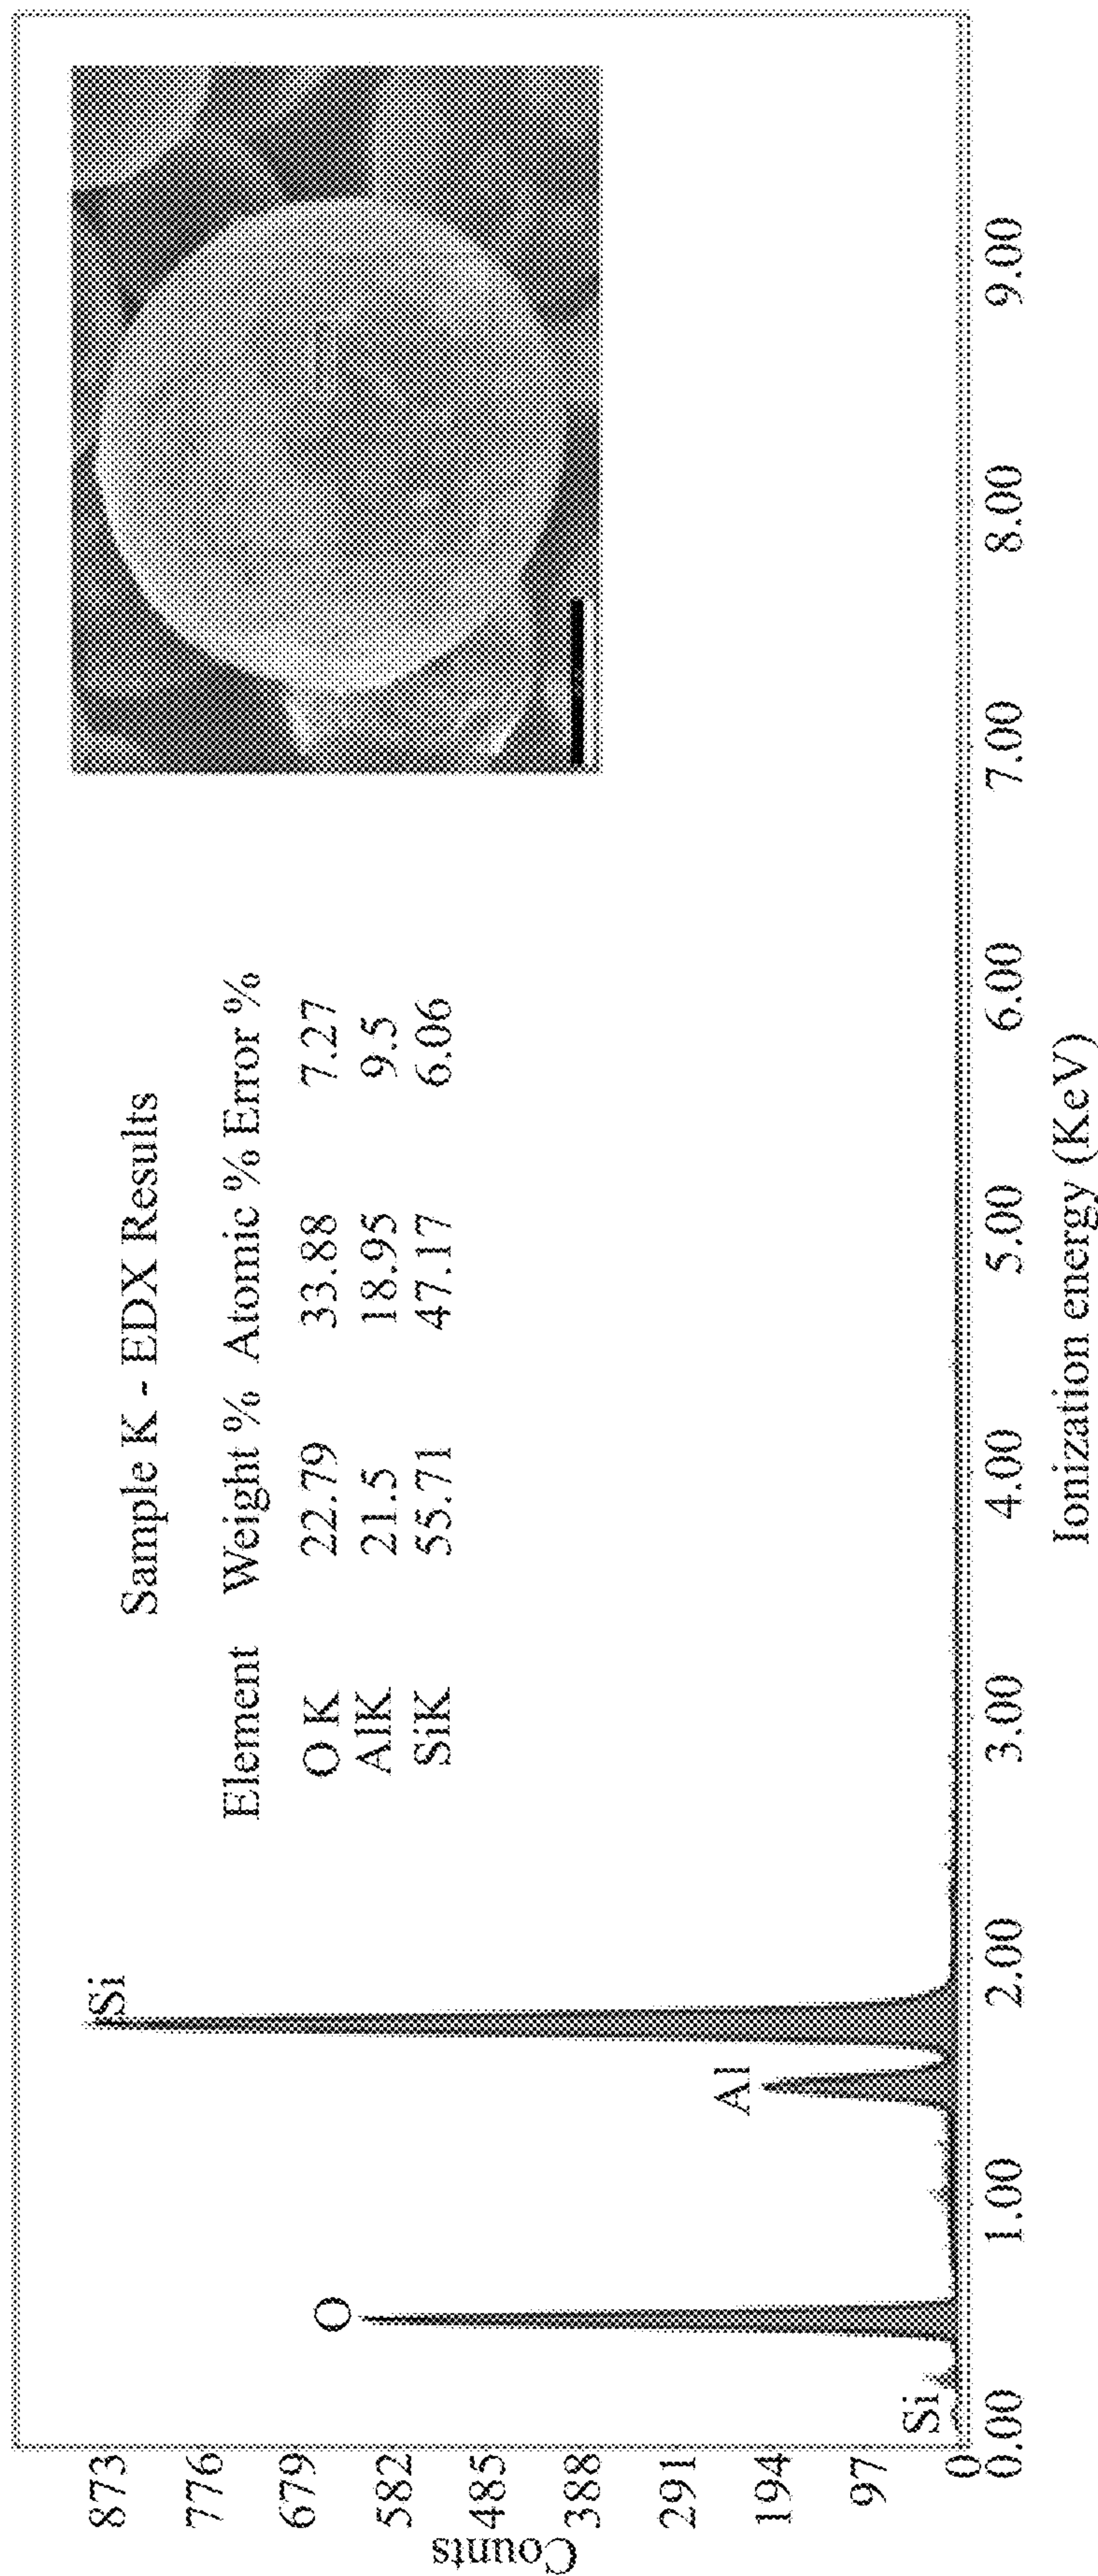 Sample K - EDX Results
Element Weight % Atomic % Error %
O K 22.79 33.88 7.27
AlK 21.5 18.95 9.5
SiK 55.71 47.17 6.06
Counts
873
776
679
582
485
388
291
194
97
0
Si
O
Al
Si
0.00 1.00 2.00 3.00 4.00 5.00 6.00 7.00 8.00 9.00
Ionization energy (KeV)